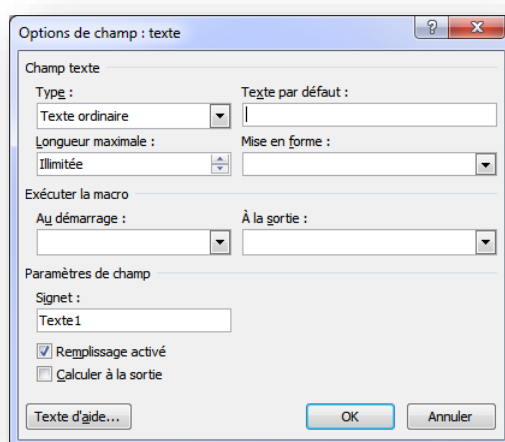 Options de champ : texte
Champ texte
Type : Texte par défaut :
Texte ordinaire
Longueur maximale : Mise en forme :
Illimitée
Exécuter la macro
Au démarrage : À la sortie :
Paramètres de champ
Signet :
Texte1
Remplissage activé
Calculer à la sortie
Texte d'aide... OK Annuler